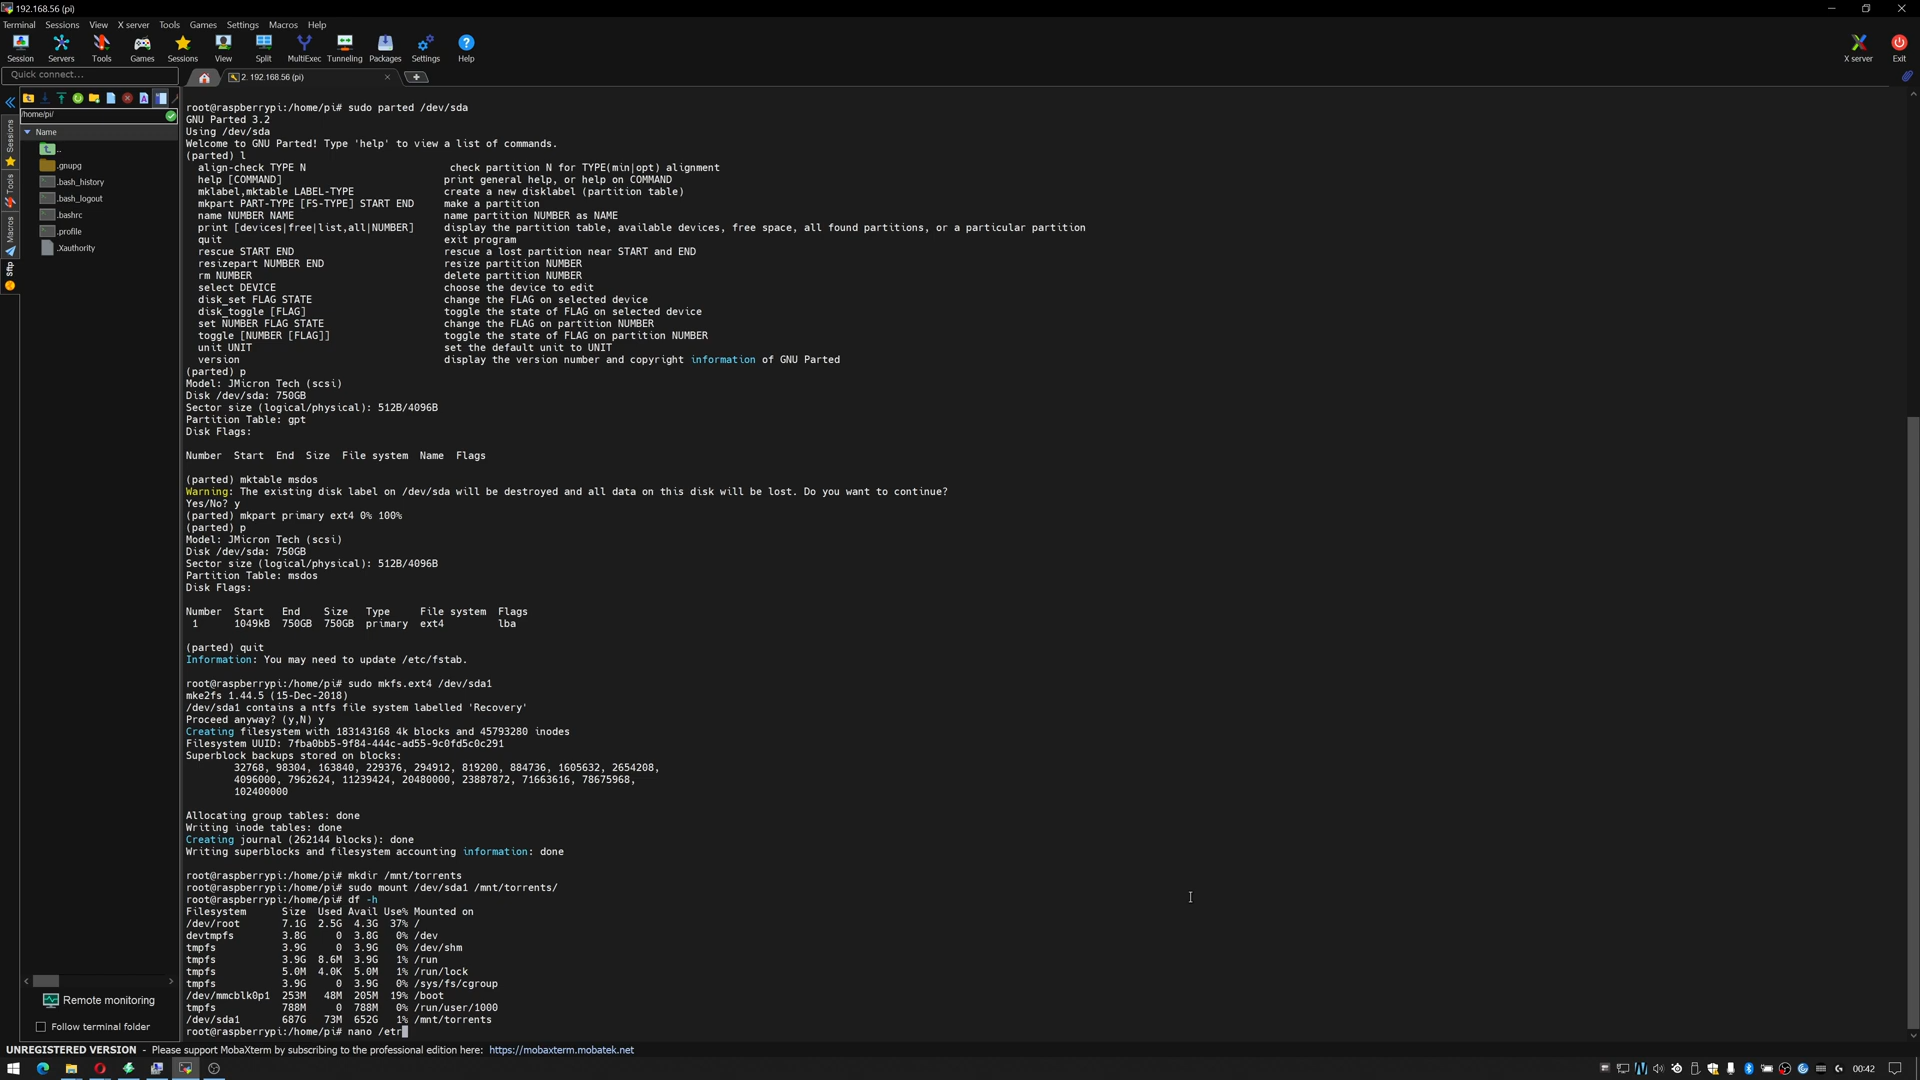 192.168.56 (pi)
Terminal Sessions View X server Tools Games Settings Macros Help
Session Servers Tools Games Sessions View Split MultiExec Tunneling Packages Settings Help X server Exit
Quick connect...
2. 192.168.56 (pi)
/home/pi/
Name
..
.gnupg
.bash_history
.bash_logout
.bashrc
.profile
.Xauthority
Sessions
Tools
Macros
Sftp
root@raspberrypi:/home/pi# sudo parted /dev/sda
GNU Parted 3.2
Using /dev/sda
Welcome to GNU Parted! Type 'help' to view a list of commands.
(parted) l
align-check TYPE N check partition N for TYPE(min|opt) alignment
help [COMMAND] print general help, or help on COMMAND
mklabel,mktable LABEL-TYPE create a new disklabel (partition table)
mkpart PART-TYPE [FS-TYPE] START END make a partition
name NUMBER NAME name partition NUMBER as NAME
print [devices|free|list,all|NUMBER] display the partition table, available devices, free space, all found partitions, or a particular partition
quit exit program
rescue START END rescue a lost partition near START and END
resizepart NUMBER END resize partition NUMBER
rm NUMBER delete partition NUMBER
select DEVICE choose the device to edit
disk_set FLAG STATE change the FLAG on selected device
disk_toggle [FLAG] toggle the state of FLAG on selected device
set NUMBER FLAG STATE change the FLAG on partition NUMBER
toggle [NUMBER [FLAG]] toggle the state of FLAG on partition NUMBER
unit UNIT set the default unit to UNIT
version display the version number and copyright information of GNU Parted
(parted) p
Model: JMicron Tech (scsi)
Disk /dev/sda: 750GB
Sector size (logical/physical): 512B/4096B
Partition Table: gpt
Disk Flags:
Number Start End Size File system Name Flags
(parted) mktable msdos
Warning: The existing disk label on /dev/sda will be destroyed and all data on this disk will be lost. Do you want to continue?
Yes/No? y
(parted) mkpart primary ext4 0% 100%
(parted) p
Model: JMicron Tech (scsi)
Disk /dev/sda: 750GB
Sector size (logical/physical): 512B/4096B
Partition Table: msdos
Disk Flags:
Number Start End Size Type File system Flags
1 1049kB 750GB 750GB primary ext4 lba
(parted) quit
Information: You may need to update /etc/fstab.
root@raspberrypi:/home/pi# sudo mkfs.ext4 /dev/sda1
mke2fs 1.44.5 (15-Dec-2018)
/dev/sda1 contains a ntfs file system labelled 'Recovery'
Proceed anyway? (y,N) y
Creating filesystem with 183143168 4k blocks and 45793280 inodes
Filesystem UUID: 7fba0bb5-9f84-444c-ad55-9c0fd5c0c291
Superblock backups stored on blocks:
32768, 98304, 163840, 229376, 294912, 819200, 884736, 1605632, 2654208,
4096000, 7962624, 11239424, 20480000, 23887872, 71663616, 78675968,
102400000
Allocating group tables: done
Writing inode tables: done
Creating journal (262144 blocks): done
Writing superblocks and filesystem accounting information: done
root@raspberrypi:/home/pi# mkdir /mnt/torrents
root@raspberrypi:/home/pi# sudo mount /dev/sda1 /mnt/torrents/
root@raspberrypi:/home/pi# df -h
Filesystem Size Used Avail Use% Mounted on
/dev/root 7.1G 2.5G 4.3G 37% /
devtmpfs 3.8G 0 3.8G 0% /dev
tmpfs 3.9G 0 3.9G 0% /dev/shm
tmpfs 3.9G 8.6M 3.9G 1% /run
tmpfs 5.0M 4.0K 5.0M 1% /run/lock
tmpfs 3.9G 0 3.9G 0% /sys/fs/cgroup
/dev/mmcblk0p1 253M 48M 205M 19% /boot
tmpfs 788M 0 788M 0% /run/user/1000
/dev/sda1 687G 73M 652G 1% /mnt/torrents
root@raspberrypi:/home/pi# nano /etr
Remote monitoring
Follow terminal folder
UNREGISTERED VERSION - Please support MobaXterm by subscribing to the professional edition here: https://mobaxterm.mobatek.net
00:42